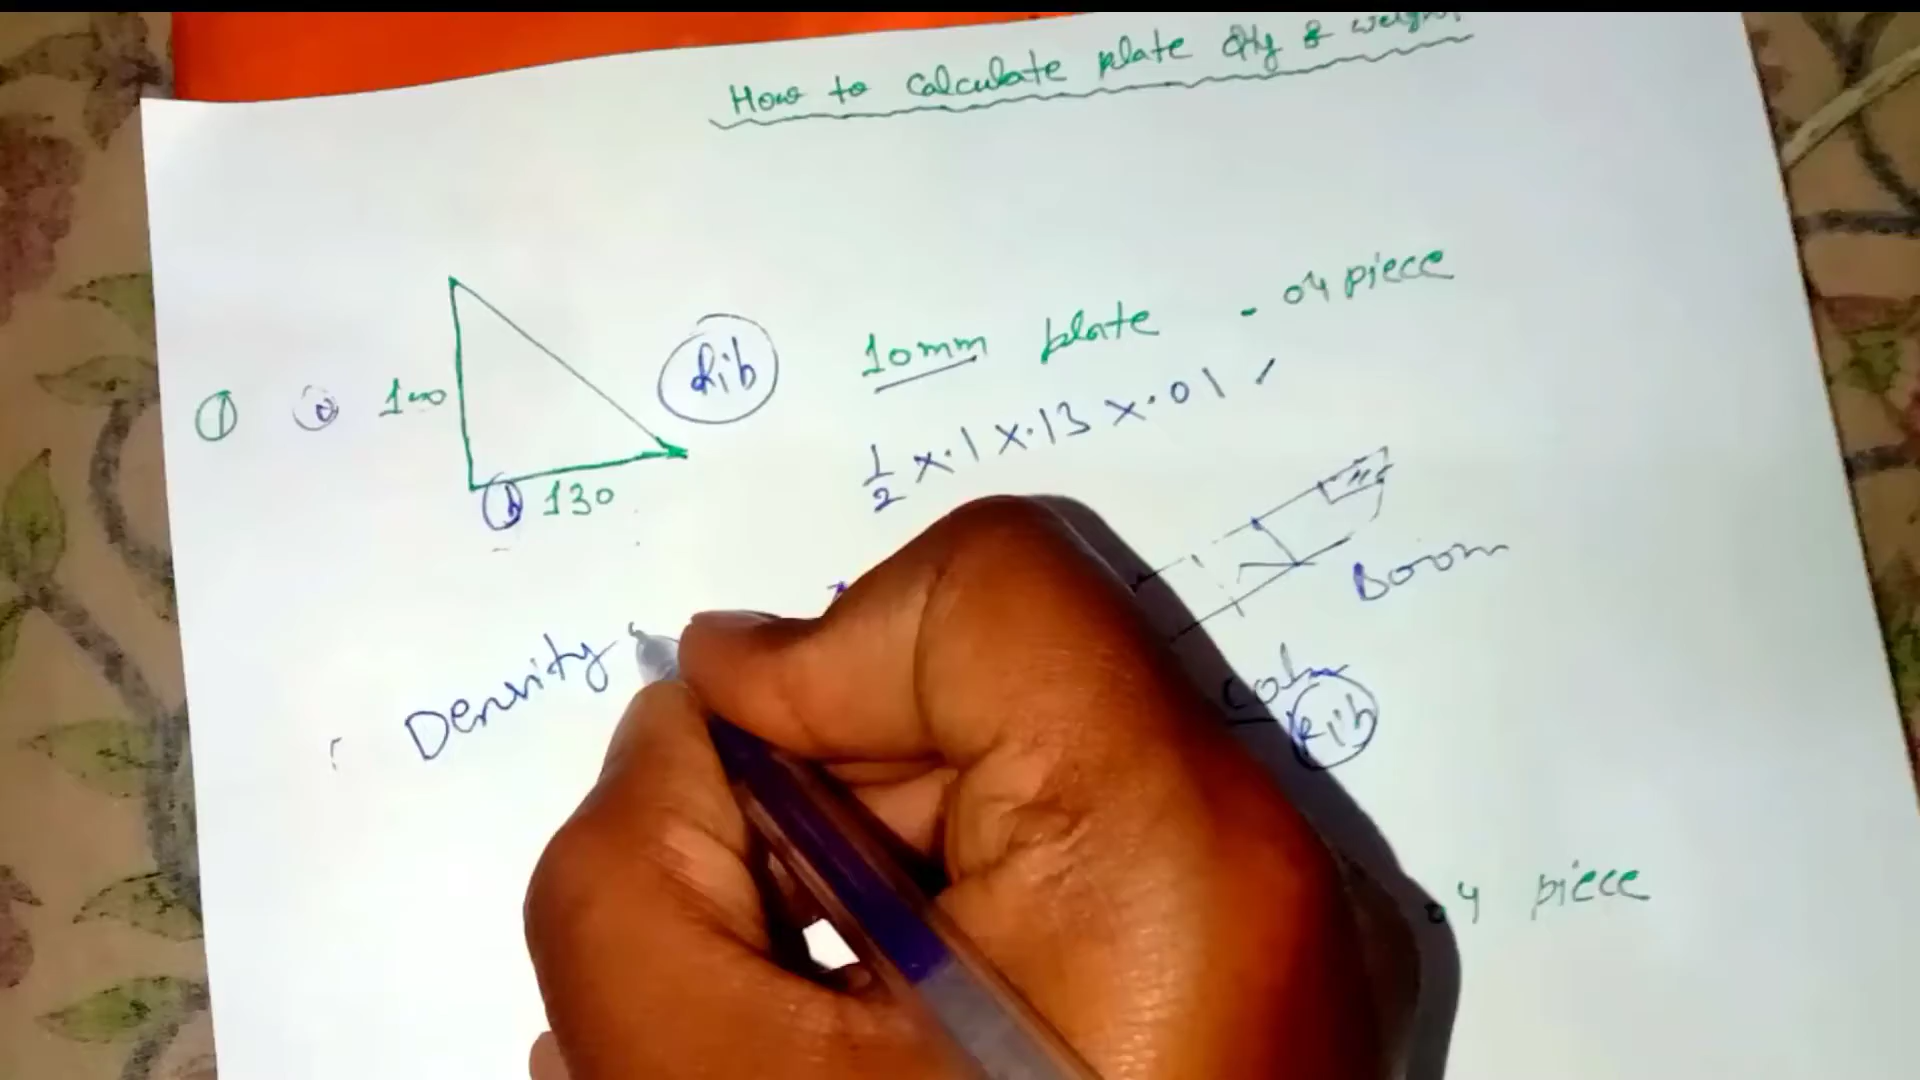 How to Calculate plate Qty & weight
10mm plate - 04 piece
① a 100
Rib
b 130
1/2 x .1 x .13 x .01
Boom
Density
Rib
04 piece